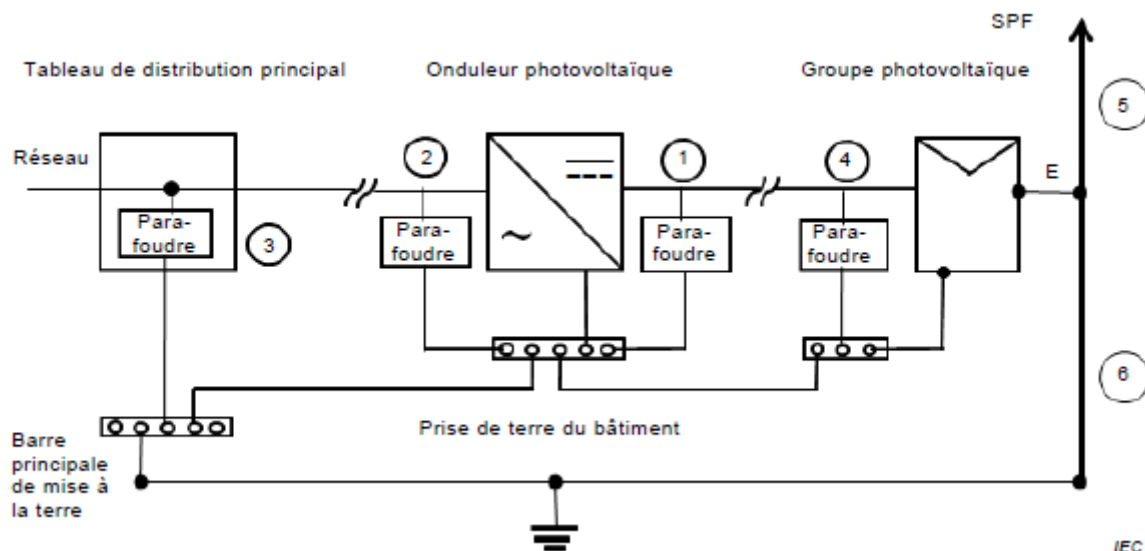 SPF
Tableau de distribution principal
Onduleur photovoltaïque
Groupe photovoltaïque
5
Réseau
2
1
4
E
Para-
foudre
3
Para-
foudre
Para-
foudre
Para-
foudre
6
Prise de terre du bâtiment
Barre
principale
de mise à
la terre
IEC